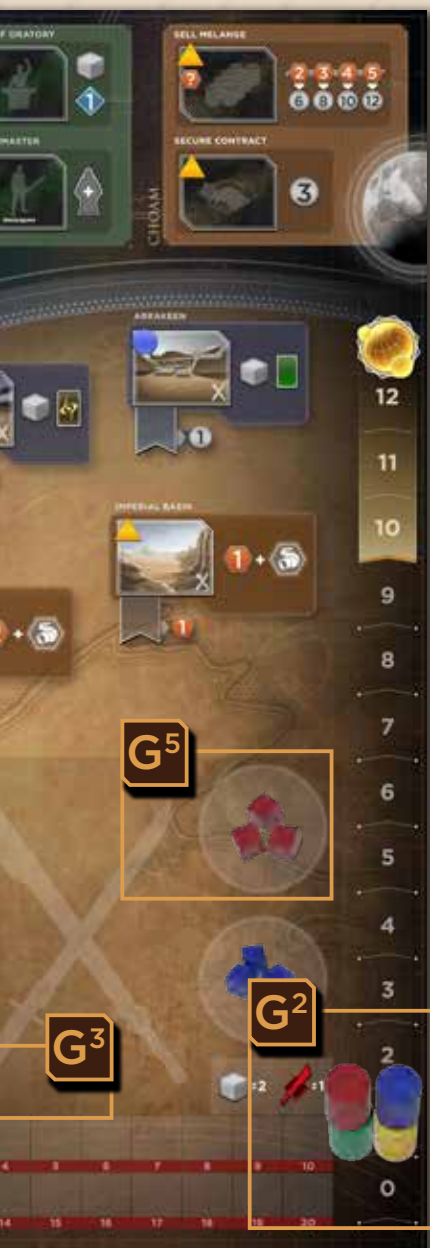 F ORATORY
1
MASTER
SELL MELANGE
?
2 3 4 5
6 8 10 12
SECURE CONTRACT
3
CHOAM
ARRAKEEN
X
1
X
IMPERIAL BASIN
X
1 +
1
+
12
11
10
9
8
7
6
5
4
3
2
0
G5
G2
G3
=2 =1
4 5 6 7 8 9 10
14 15 16 17 18 19 20